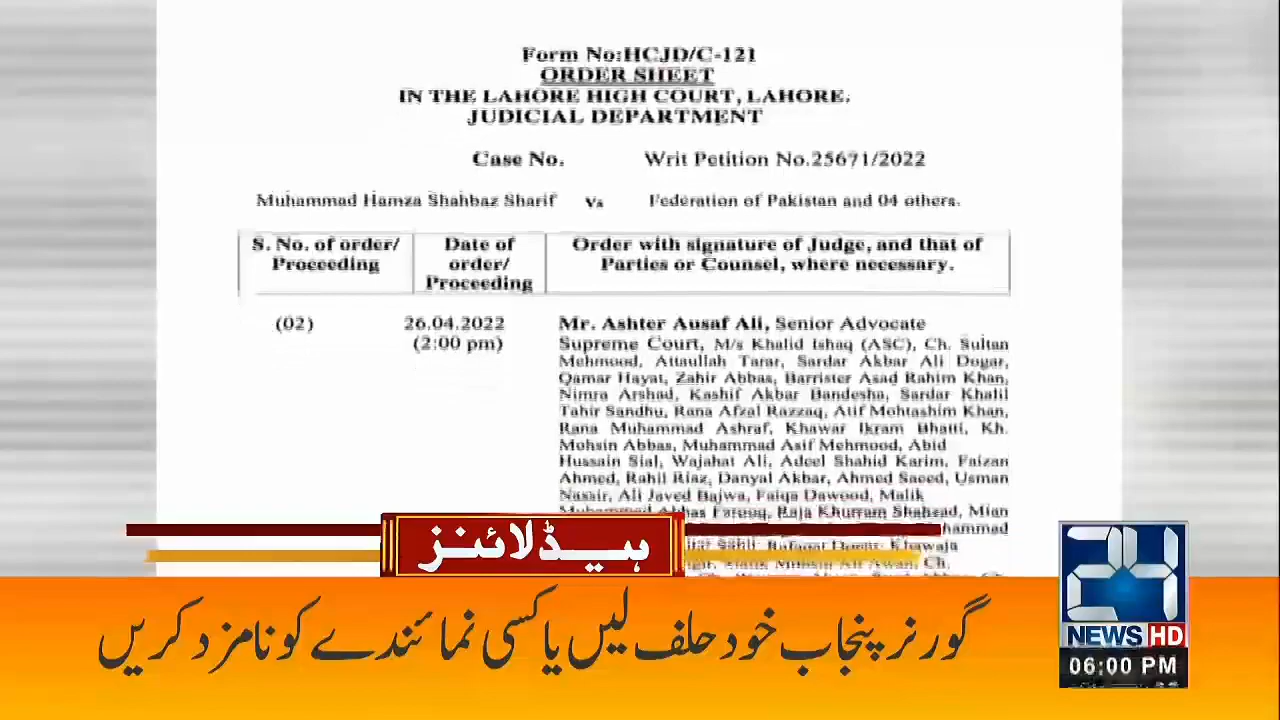 Form No:HCJD/C-121
ORDER SHEET
IN THE LAHORE HIGH COURT, LAHORE.
JUDICIAL DEPARTMENT
Case No. Writ Petition No.25671/2022
Muhammad Hamza Shahbaz Sharif Vs Federation of Pakistan and 04 others.
S. No. of order/ Proceeding
Date of order/ Proceeding
Order with signature of Judge, and that of Parties or Counsel, where necessary.
(02)
26.04.2022
(2:00 pm)
Mr. Ashter Ausaf Ali, Senior Advocate
Supreme Court, M/s Khalid Ishaq (ASC), Ch. Sultan
Mehmood, Attaullah Tarar, Sardar Akbar Ali Dogar,
Qamar Hayat, Zahir Abbas, Barrister Asad Rahim Khan,
Nimra Arshad, Kashif Akbar Bandesha, Sardar Khalil
Tahir Sandhu, Rana Afzal Razzaq, Atif Mohtashim Khan,
Rana Muhammad Ashraf, Khawar Ikram Bhatti, Kh.
Mohsin Abbas, Muhammad Asif Mehmood, Abid
Hussain Sial, Wajahat Ali, Adeel Shahid Karim, Faizan
Ahmed, Rahil Riaz, Danyal Akbar, Ahmed Saeed, Usman
Nassir, Ali Javed Bajwa, Faiqa Dawood, Malik
Muhammad Abbas Farooq, Raja Khurram Shahzad, Mian
ہیڈلائنز
گورنر پنجاب خود حلف لیں یا کسی نمائندے کو نامزد کریں
24
NEWS HD
06:00 PM